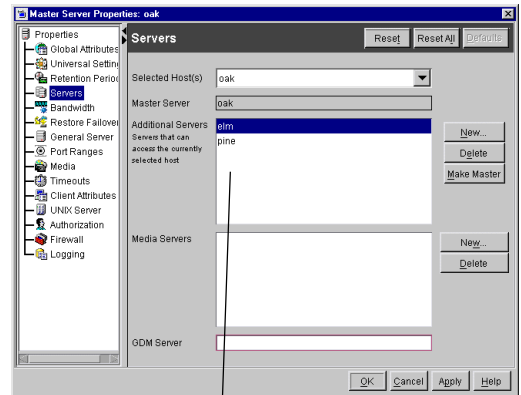 Master Server Properties: oak
Properties
Global Attributes
Universal Setting
Retention Period
Servers
Bandwidth
Restore Failover
General Server
Port Ranges
Media
Timeouts
Client Attributes
UNIX Server
Authorization
Firewall
Logging
Servers
Reset
Reset All
Defaults
Selected Host(s)
oak
Master Server
oak
Additional Servers
Servers that can
access the currently
selected host
elm
pine
New...
Delete
Make Master
Media Servers
New...
Delete
GDM Server
OK
Cancel
Apply
Help